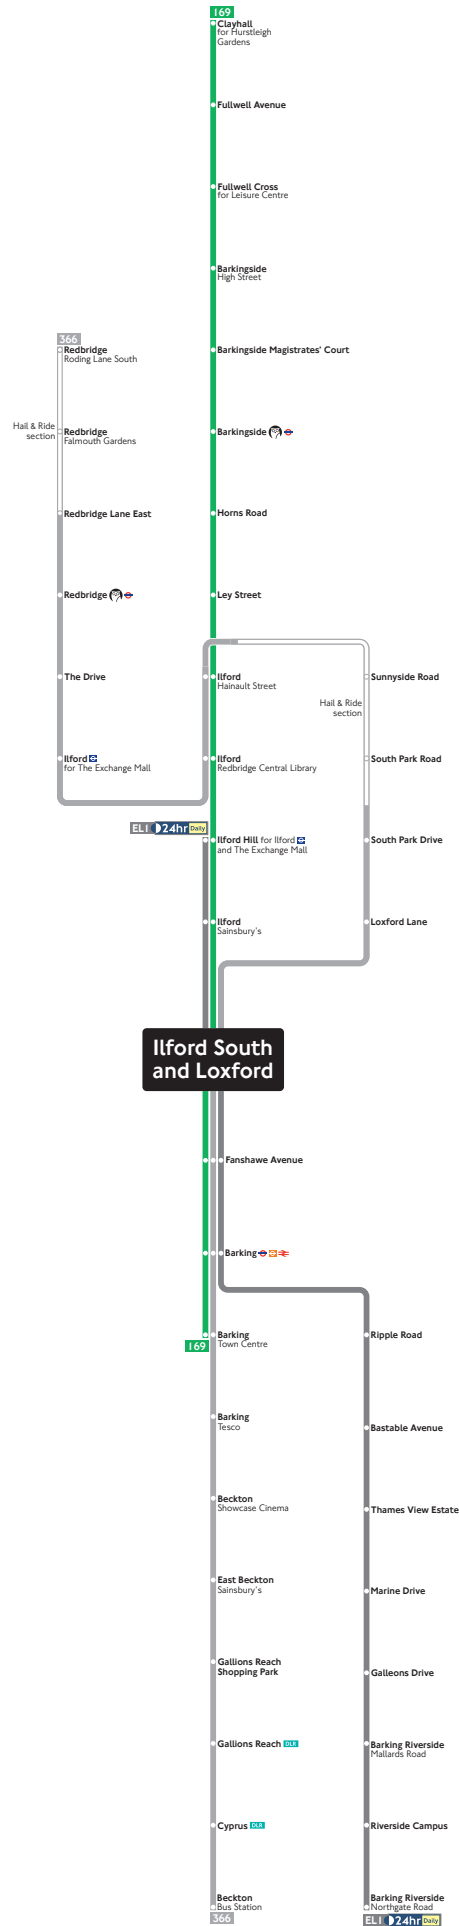 169
Clayhall
for Hurstleigh
Gardens
Fullwell Avenue
Fullwell Cross
for Leisure Centre
Barkingside
High Street
366
Redbridge
Roding Lane South
Barkingside Magistrates' Court
Hail & Ride
section
Redbridge
Falmouth Gardens
Barkingside
Redbridge Lane East
Horns Road
Redbridge
Ley Street
The Drive
Ilford
Hainault Street
Sunnyside Road
Hail & Ride
section
Ilford
for The Exchange Mall
Ilford
Redbridge Central Library
South Park Road
EL1 24hr Daily
Ilford Hill for Ilford
and The Exchange Mall
South Park Drive
Ilford
Sainsbury's
Loxford Lane
Ilford South
and Loxford
Fanshawe Avenue
Barking
169
Barking
Town Centre
Ripple Road
Barking
Tesco
Bastable Avenue
Beckton
Showcase Cinema
Thames View Estate
East Beckton
Sainsbury's
Marine Drive
Gallions Reach
Shopping Park
Galleons Drive
Gallions Reach DLR
Barking Riverside
Mallards Road
Cyprus DLR
Riverside Campus
Beckton
Bus Station
366
Barking Riverside
Northgate Road
EL1 24hr Daily